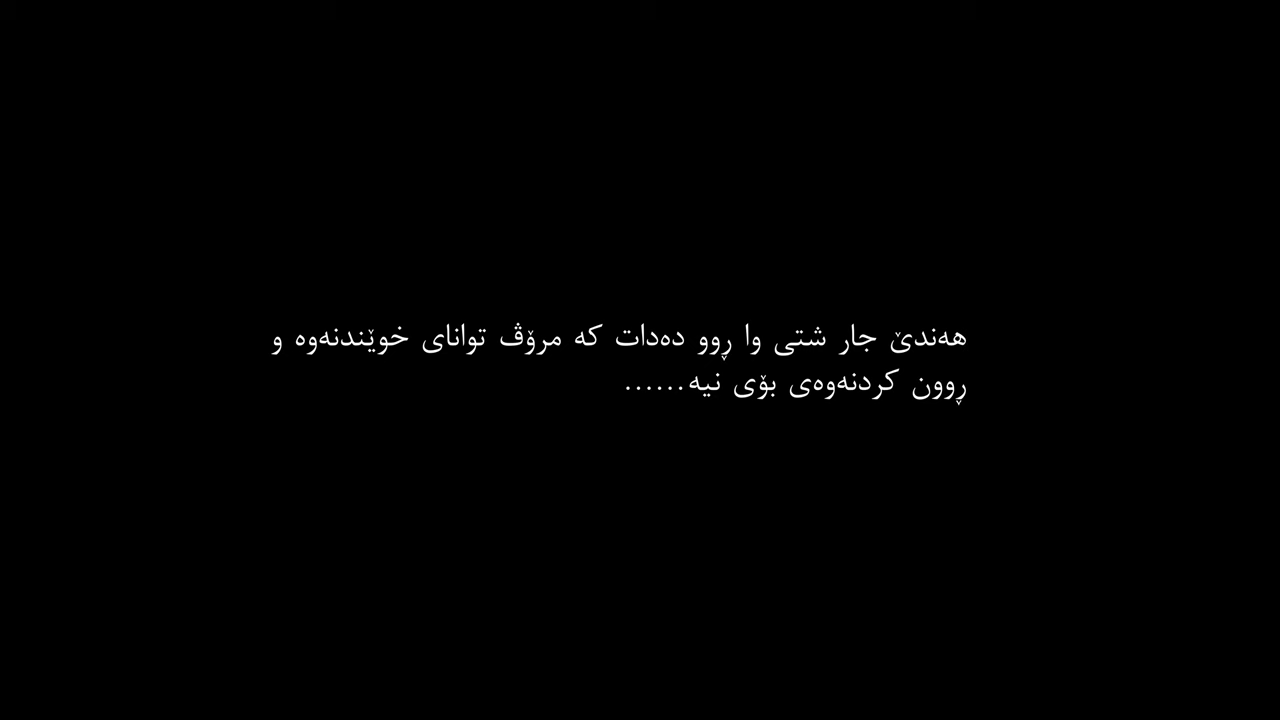 هەندێ جار شتی وا ڕوو دەدات کە مرۆڤ توانای خوێندنەوە و
ڕوون کردنەوەی بۆی نیە......